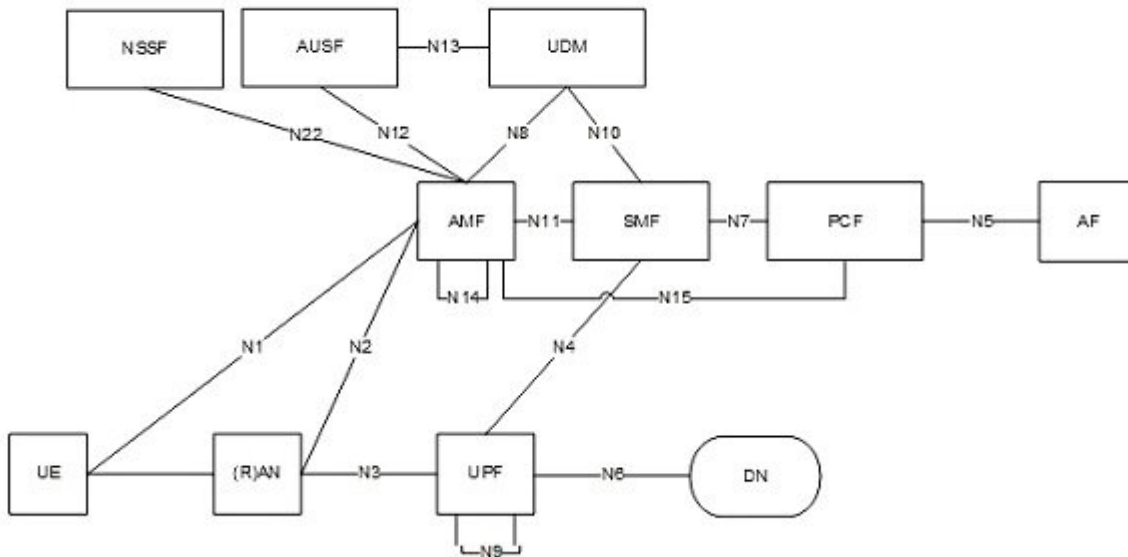 NSSF
AUSF
N13
UDM
N22
N12
N8
N10
AMF
N11
SMF
N7
PCF
N5
AF
N14
N15
N1
N2
N4
UE
(R)AN
N3
UPF
N6
DN
N9